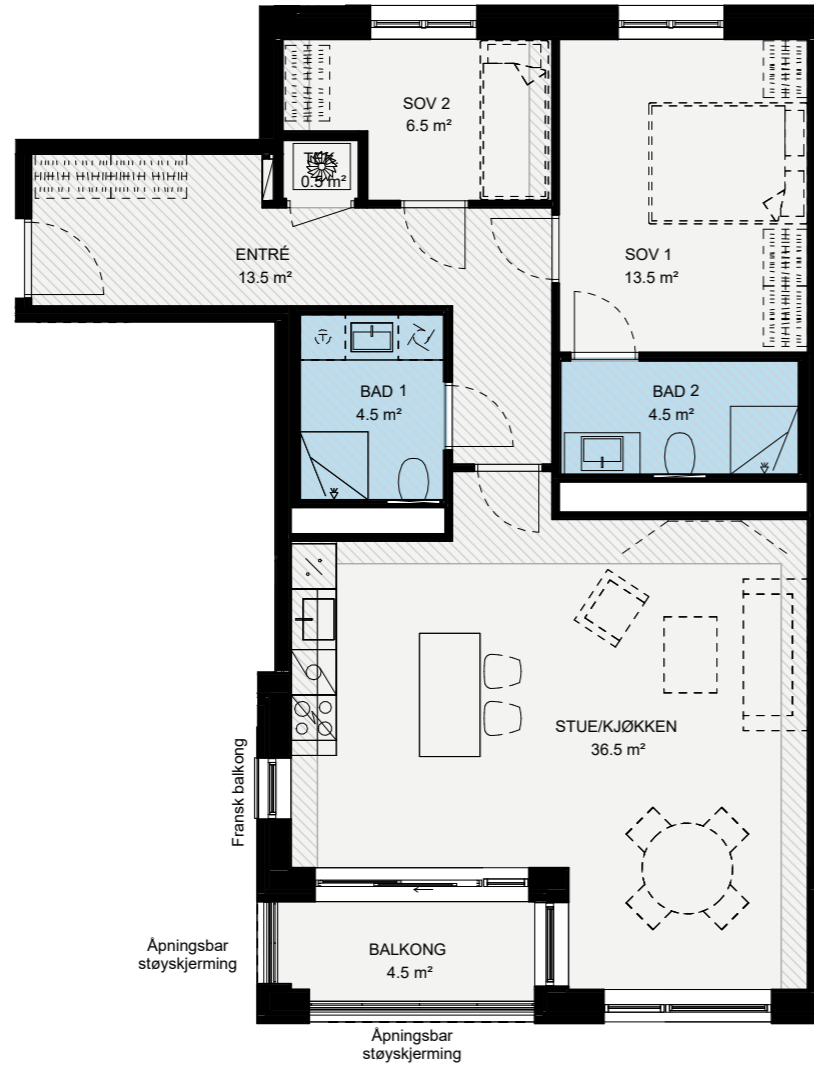 SOV 2
6.5 m²
TEK
0.5 m²
ENTRÉ
13.5 m²
SOV 1
13.5 m²
BAD 1
4.5 m²
BAD 2
4.5 m²
STUE/KJØKKEN
36.5 m²
Fransk balkong
BALKONG
4.5 m²
Åpningsbar
støyskjerming
Åpningsbar
støyskjerming